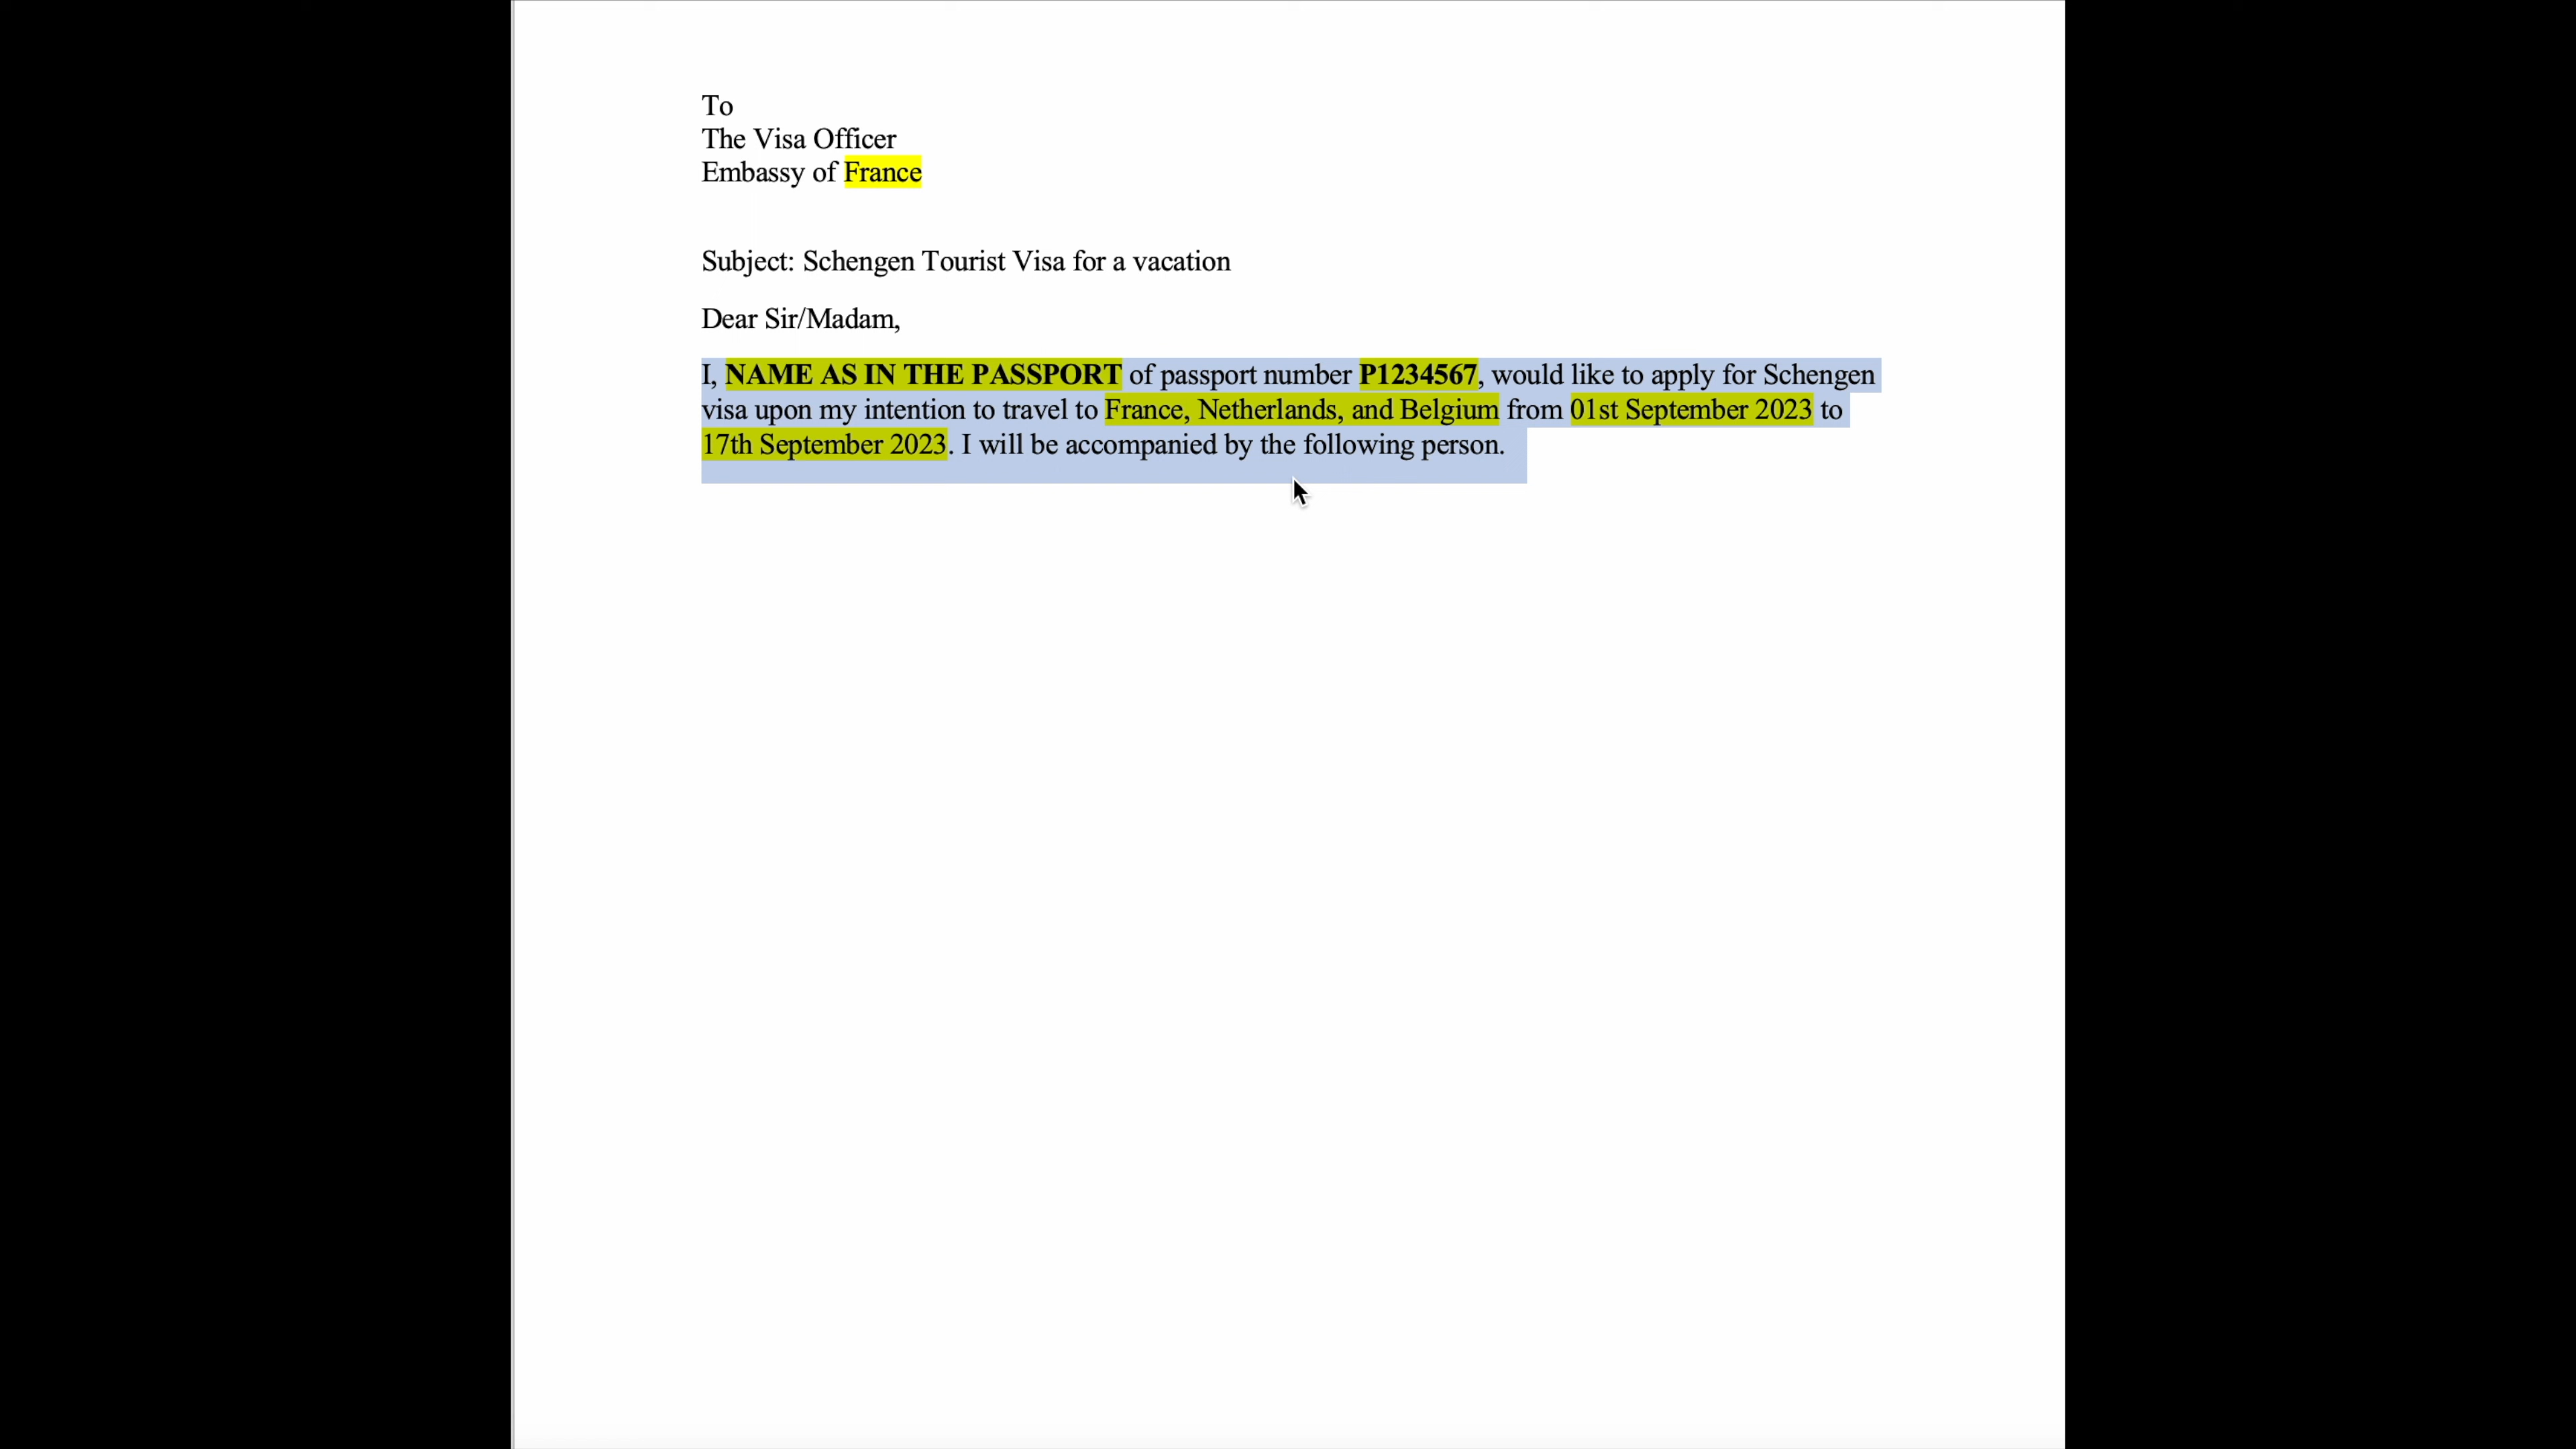 To
The Visa Officer
Embassy of France
Subject: Schengen Tourist Visa for a vacation
Dear Sir/Madam,
I, NAME AS IN THE PASSPORT of passport number P1234567, would like to apply for Schengen
visa upon my intention to travel to France, Netherlands, and Belgium from 01st September 2023 to
17th September 2023. I will be accompanied by the following person.